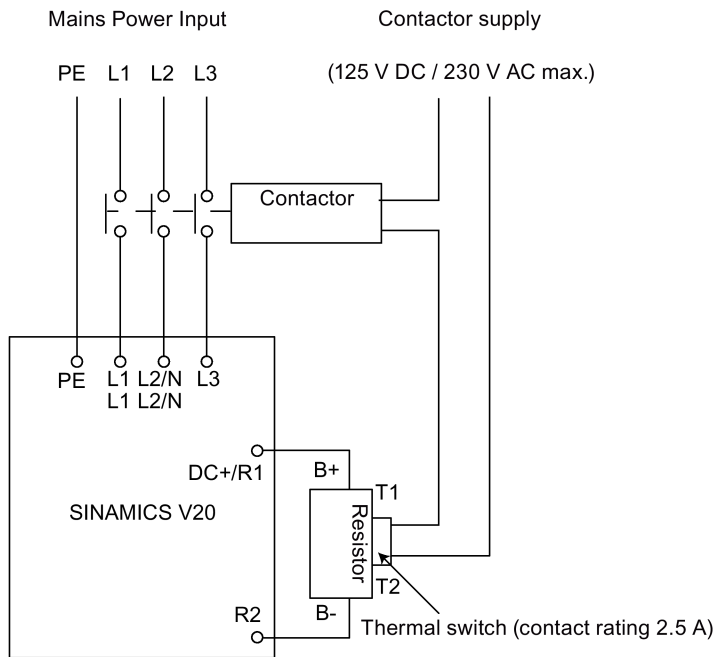 Mains Power Input
Contactor supply
PE L1 L2 L3
(125 V DC / 230 V AC max.)
Contactor
PE L1 L2/N L3
L1 L2/N
DC+/R1
B+
T1
SINAMICS V20
Resistor
T2
R2
B-
Thermal switch (contact rating 2.5 A)